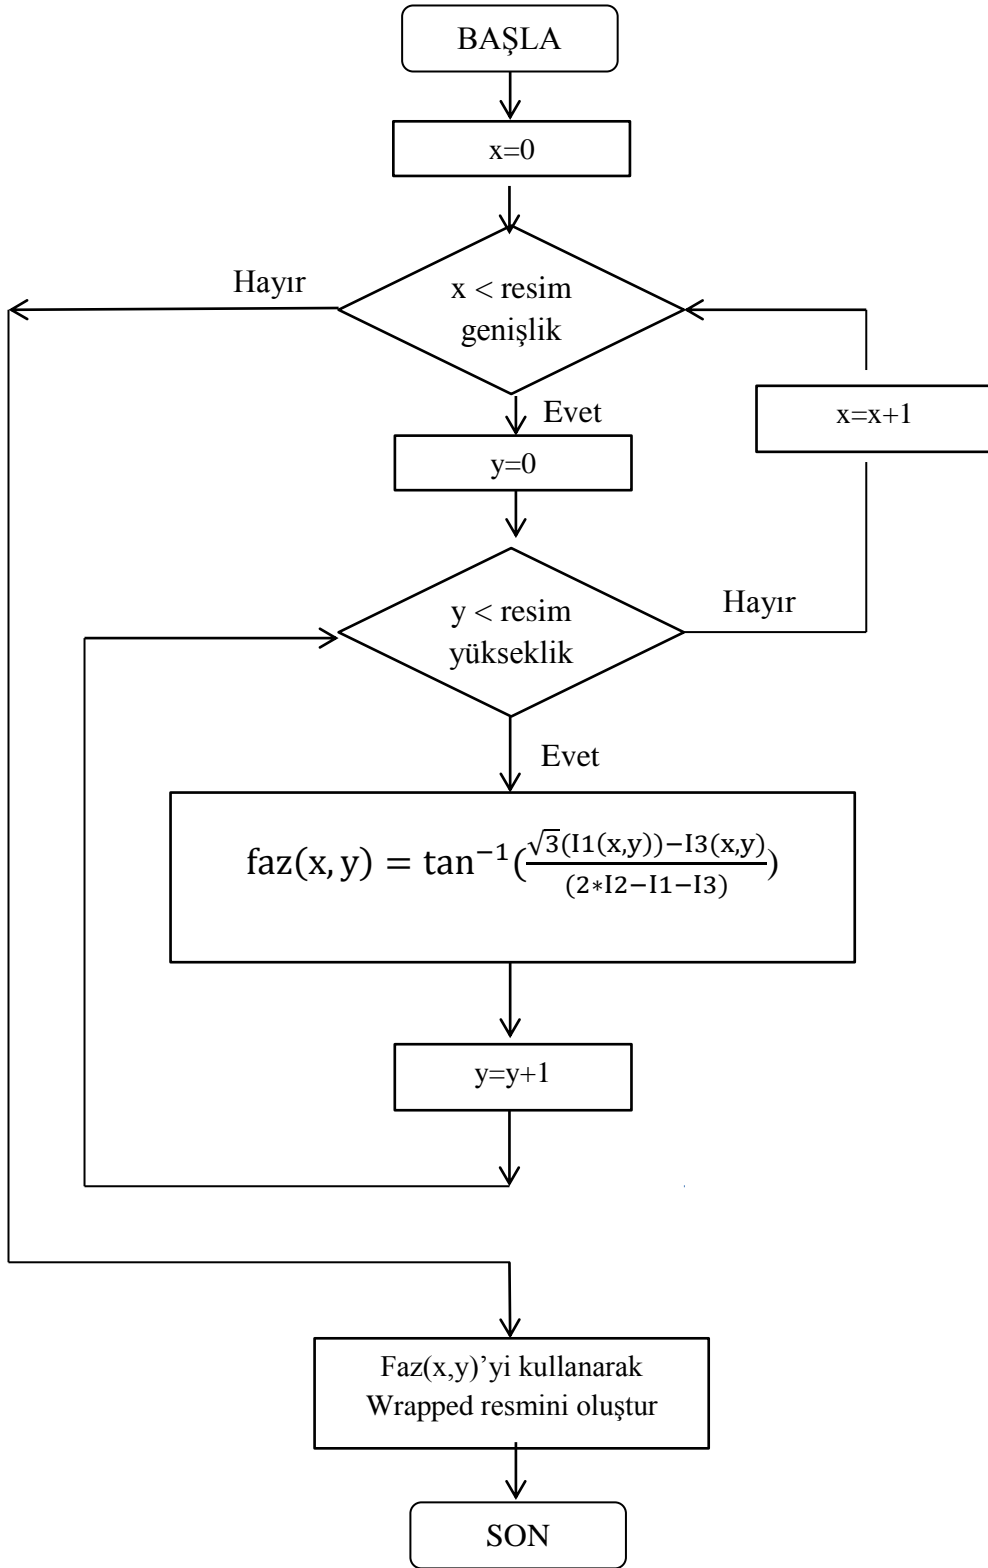 BAŞLA
x=0
Hayır
x < resim
genişlik
Evet
x=x+1
y=0
y < resim
yükseklik
Hayır
Evet
faz(x, y) = tan⁻¹(√3(I1(x,y))−I3(x,y) / (2∗I2−I1−I3))
y=y+1
Faz(x,y)’yi kullanarak
Wrapped resmini oluştur
SON